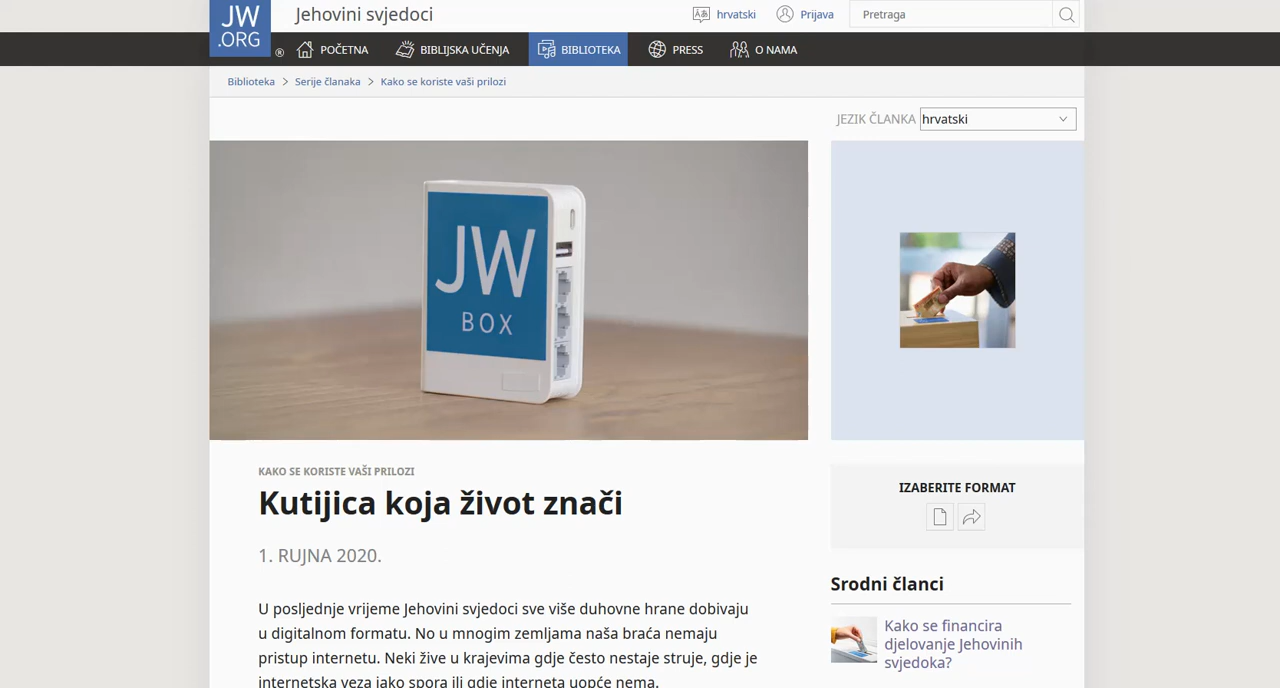 JW
.ORG
®
Jehovini svjedoci
hrvatski
Prijava
Pretraga
POČETNA
BIBLIJSKA UČENJA
BIBLIOTEKA
PRESS
O NAMA
Biblioteka > Serije članaka > Kako se koriste vaši prilozi
JEZIK ČLANKA hrvatski
JW
BOX
KAKO SE KORISTE VAŠI PRILOZI
Kutijica koja život znači
1. RUJNA 2020.
U posljednje vrijeme Jehovini svjedoci sve više duhovne hrane dobivaju
u digitalnom formatu. No u mnogim zemljama naša braća nemaju
pristup internetu. Neki žive u krajevima gdje često nestaje struje, gdje je
internetska veza jako spora ili gdje interneta uopće nema.
IZABERITE FORMAT
Srodni članci
Kako se financira
djelovanje Jehovinih
svjedoka?